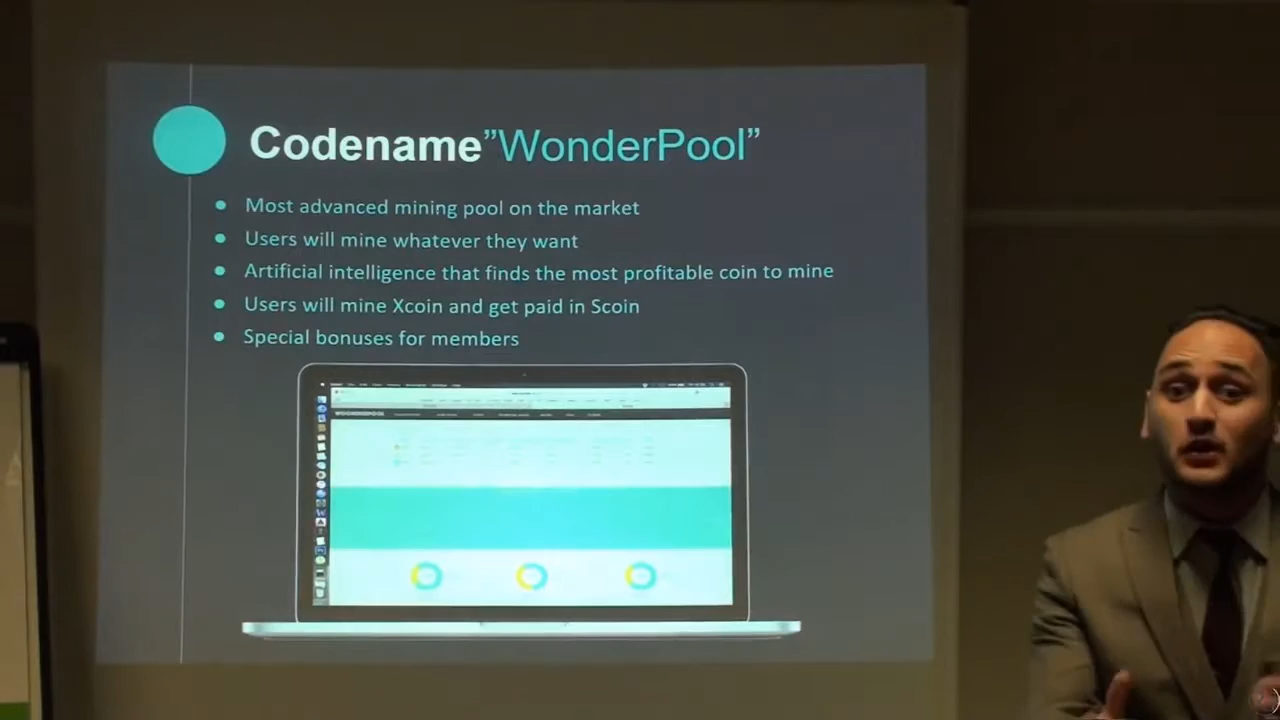 Codename”WonderPool”
Most advanced mining pool on the market
Users will mine whatever they want
Artificial intelligence that finds the most profitable coin to mine
Users will mine Xcoin and get paid in Scoin
Special bonuses for members